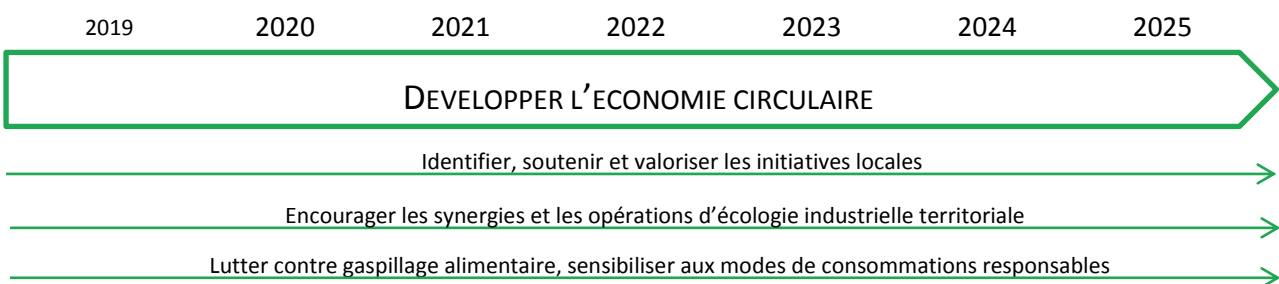 2019 2020 2021 2022 2023 2024 2025
DEVELOPPER L'ECONOMIE CIRCULAIRE
Identifier, soutenir et valoriser les initiatives locales
Encourager les synergies et les opérations d'écologie industrielle territoriale
Lutter contre gaspillage alimentaire, sensibiliser aux modes de consommations responsables